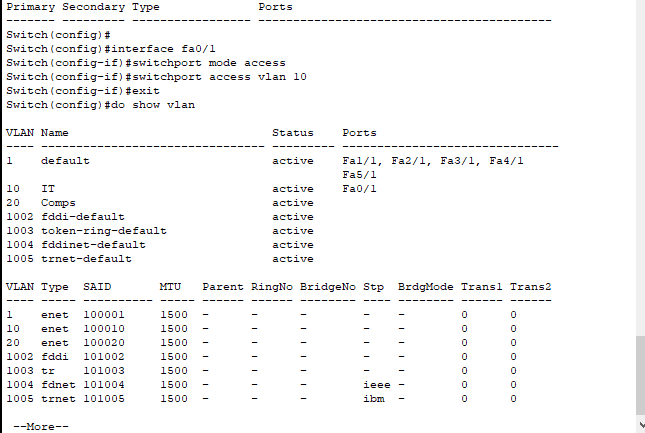 Primary Secondary Type              Ports
------- --------- ----------------- ------------------------------------------
Switch(config)#
Switch(config)#interface fa0/1
Switch(config-if)#switchport mode access
Switch(config-if)#switchport access vlan 10
Switch(config-if)#exit
Switch(config)#do show vlan
VLAN Name                             Status    Ports
---- -------------------------------- --------- -------------------------------
1    default                          active    Fa1/1, Fa2/1, Fa3/1, Fa4/1
                                                Fa5/1
10   IT                               active    Fa0/1
20   Comps                            active
1002 fddi-default                     active
1003 token-ring-default               active
1004 fddinet-default                  active
1005 trnet-default                    active
VLAN Type  SAID       MTU   Parent RingNo BridgeNo Stp  BrdgMode Trans1 Trans2
---- ----- ---------- ----- ------ ------ -------- ---- -------- ------ ------
1    enet  100001     1500  -      -      -        -    -        0      0
10   enet  100010     1500  -      -      -        -    -        0      0
20   enet  100020     1500  -      -      -        -    -        0      0
1002 fddi  101002     1500  -      -      -        -    -        0      0
1003 tr    101003     1500  -      -      -        -    -        0      0
1004 fdnet 101004     1500  -      -      -        ieee -        0      0
1005 trnet 101005     1500  -      -      -        ibm  -        0      0
 --More--